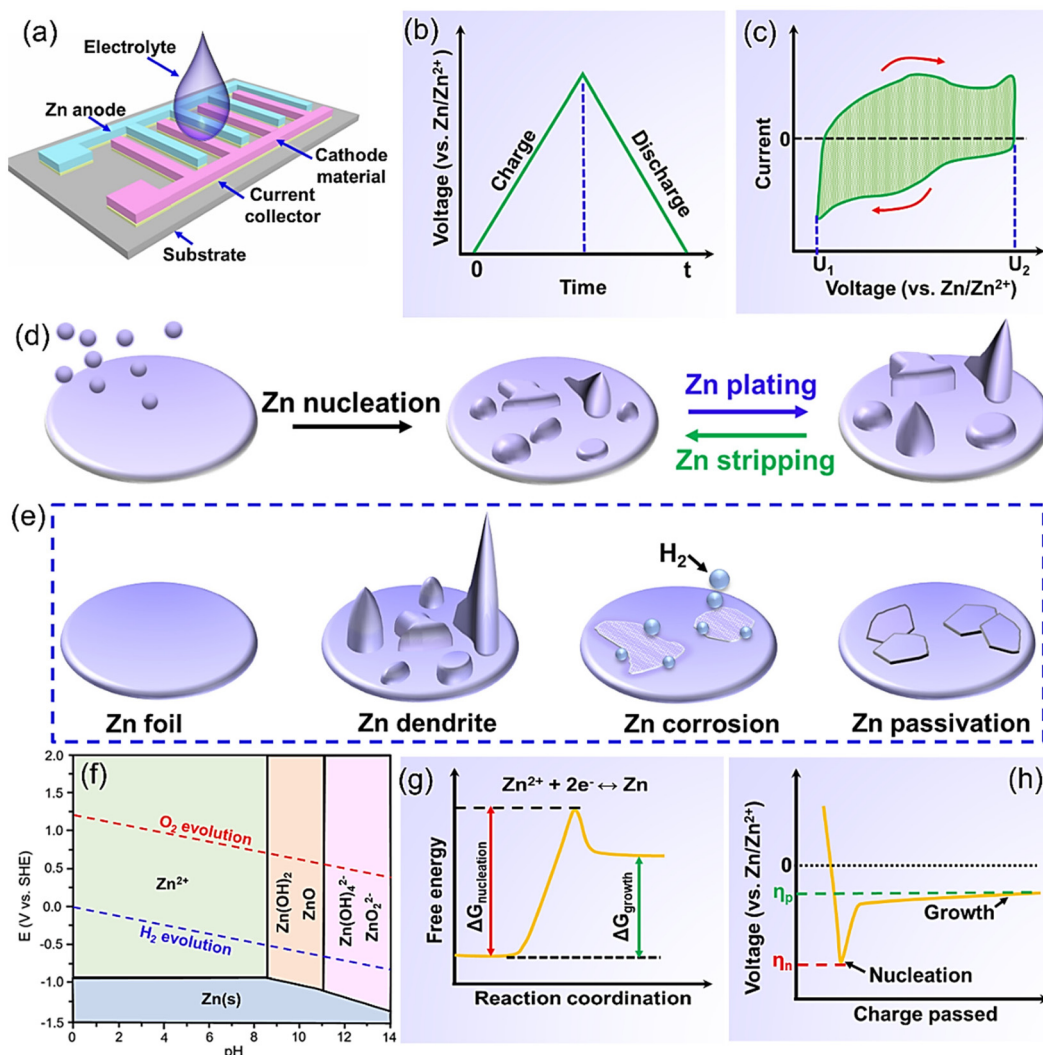 (a)
Electrolyte
Zn anode
Cathode
material
Current
collector
Substrate
(b)
Voltage (vs. Zn/Zn²⁺)
Charge
Discharge
0
t
Time
(c)
Current
0
U₁
U₂
Voltage (vs. Zn/Zn²⁺)
(d)
Zn nucleation
Zn plating
Zn stripping
(e)
H₂
Zn foil
Zn dendrite
Zn corrosion
Zn passivation
(f)
E (V vs. SHE)
2.0
1.5
1.0
0.5
0.0
-0.5
-1.0
-1.5
O₂ evolution
Zn²⁺
H₂ evolution
Zn(OH)₂
ZnO
Zn(OH)₄²⁻
ZnO₂²⁻
Zn(s)
0 2 4 6 8 10 12 14
pH
(g)
Zn²⁺ + 2e⁻ ↔ Zn
Free energy
ΔGnucleation
ΔGgrowth
Reaction coordination
(h)
Voltage (vs. Zn/Zn²⁺)
0
ηp
ηn
Growth
Nucleation
Charge passed